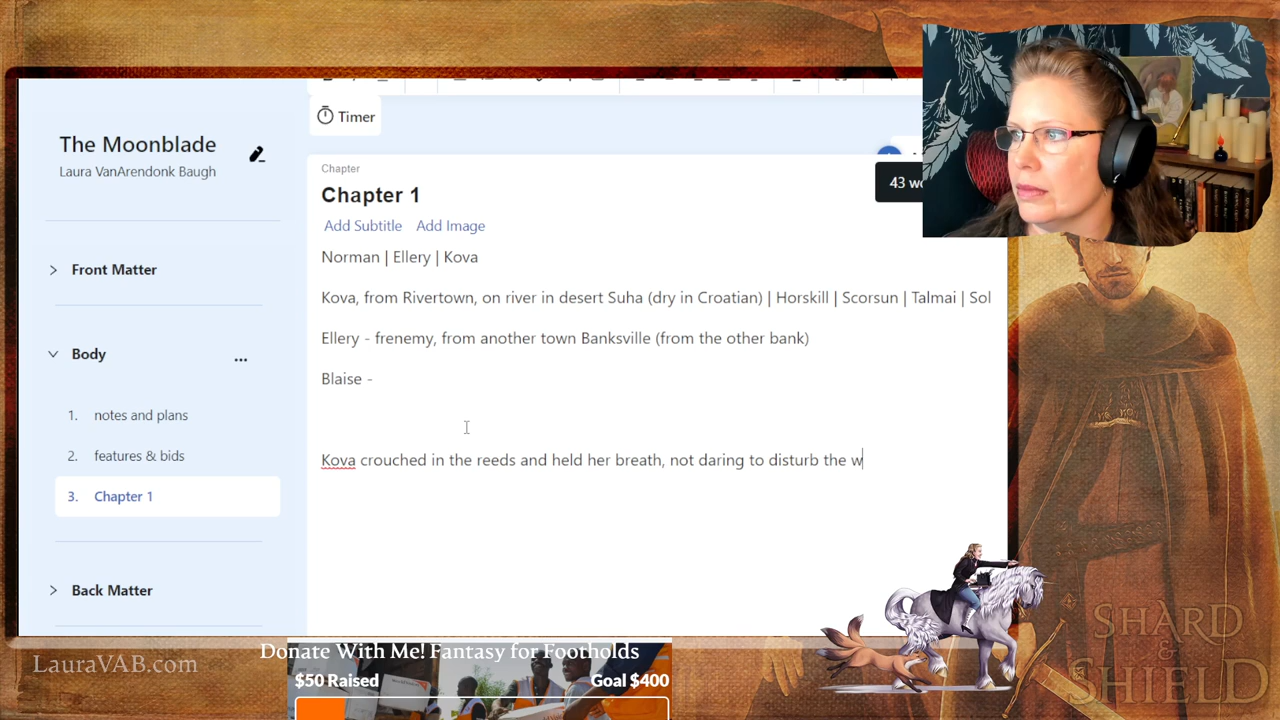 Timer
The Moonblade
Laura VanArendonk Baugh
Front Matter
Body
...
1. notes and plans
2. features & bids
3. Chapter 1
Back Matter
Chapter
Chapter 1
43 wo
Add Subtitle Add Image
Norman | Ellery | Kova
Kova, from Rivertown, on river in desert Suha (dry in Croatian) | Horskill | Scorsun | Talmai | Sol
Ellery - frenemy, from another town Banksville (from the other bank)
Blaise -
Kova crouched in the reeds and held her breath, not daring to disturb the w
LauraVAB.com
Donate With Me! Fantasy for Footholds
$50 Raised Goal $400
SHARD
&
SHIELD